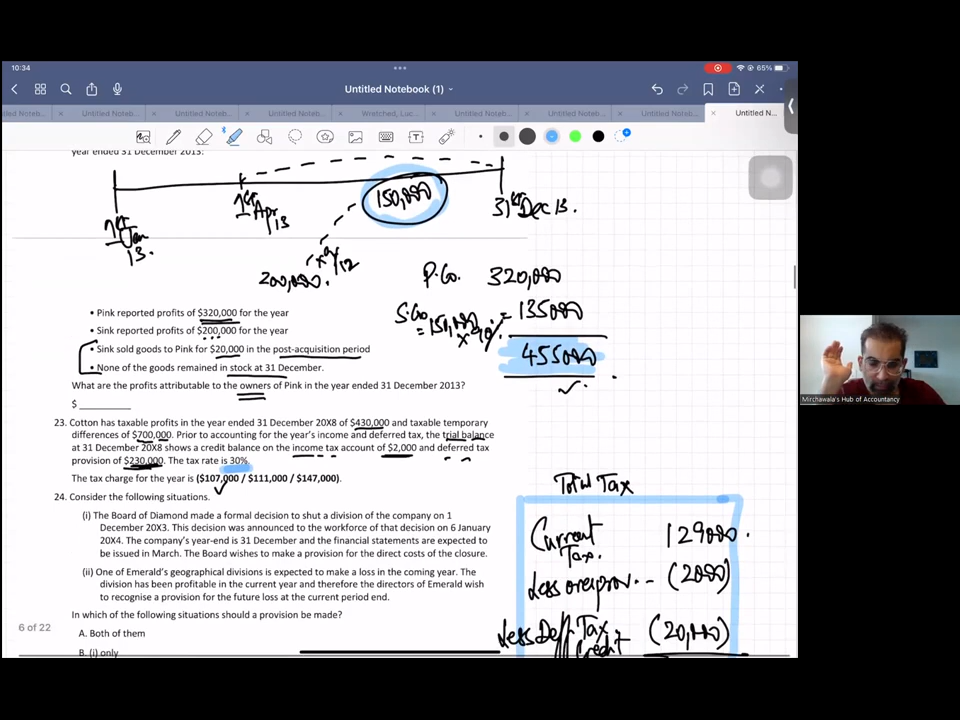 10:34
65%
Untitled Notebook (1)
Untitled Noteb...
Untitled Notebo...
Untitled Noteb...
Wretched, Luc...
Untitled Noteb...
Untitled Noteb...
Untitled Noteb...
Untitled N...
year ended 31 December 2013:
150,000
1st Jan 13.
1st Apr 13
31st Dec 13.
200,000. x 9/12
P.Co. 320,000
S.Co = 135000
= 150,000 x 90%
455000
• Pink reported profits of $320,000 for the year
• Sink reported profits of $200,000 for the year
• Sink sold goods to Pink for $20,000 in the post-acquisition period
• None of the goods remained in stock at 31 December.
What are the profits attributable to the owners of Pink in the year ended 31 December 2013?
$ ________
23. Cotton has taxable profits in the year ended 31 December 20X8 of $430,000 and taxable temporary
differences of $700,000. Prior to accounting for the year's income and deferred tax, the trial balance
at 31 December 20X8 shows a credit balance on the income tax account of $2,000 and deferred tax
provision of $230,000. The tax rate is 30%.
The tax charge for the year is ($107,000 / $111,000 / $147,000).
24. Consider the following situations.
(i) The Board of Diamond made a formal decision to shut a division of the company on 1
December 20X3. This decision was announced to the workforce of that decision on 6 January
20X4. The company's year-end is 31 December and the financial statements are expected to
be issued in March. The Board wishes to make a provision for the direct costs of the closure.
(ii) One of Emerald's geographical divisions is expected to make a loss in the coming year. The
division has been profitable in the current year and therefore the directors of Emerald wish
to recognise a provision for the future loss at the current period end.
In which of the following situations should a provision be made?
A. Both of them
B. (i) only
6 of 22
Total Tax
Current Tax. 129000.
Less overprov. -- (2000)
Less Deff. Tax Credit (20,000)
Mirchawala's Hub of Accountancy